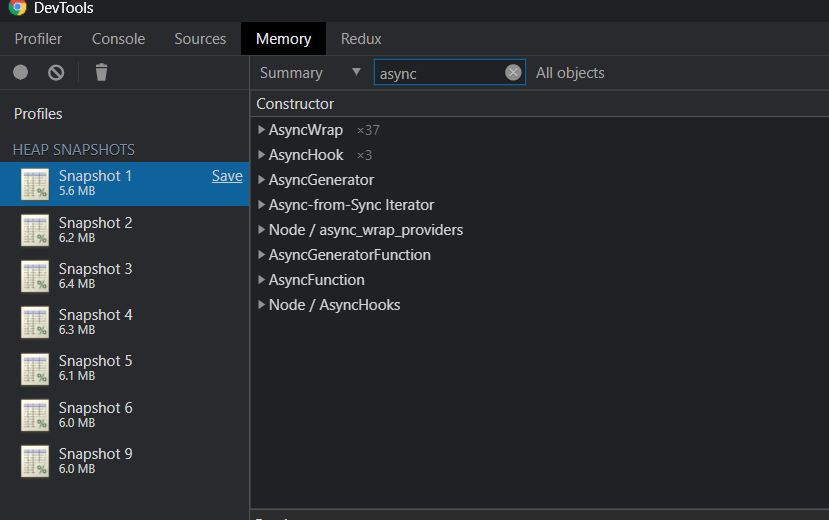 DevTools
Profiler Console Sources Memory Redux
Summary async All objects
Profiles
Constructor
HEAP SNAPSHOTS
Snapshot 1 Save
5.6 MB
Snapshot 2
6.2 MB
Snapshot 3
6.4 MB
Snapshot 4
6.3 MB
Snapshot 5
6.1 MB
Snapshot 6
6.0 MB
Snapshot 9
6.0 MB
AsyncWrap ×37
AsyncHook ×3
AsyncGenerator
Async-from-Sync Iterator
Node / async_wrap_providers
AsyncGeneratorFunction
AsyncFunction
Node / AsyncHooks